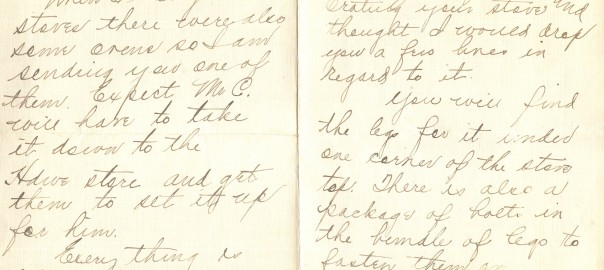 stoves there were also
some ovens so I am
sending you one of
them. Expect Mr C.
will have to take
it down to the
Hdwe store and get
them to set it up
for him.
Every thing is
crating your stove and
thought I would drop
you a few lines in
regard to it.
You will find
the legs for it under
one corner of the stove
top. There is also a
package of bolts in
the bundle of legs to
fasten them on